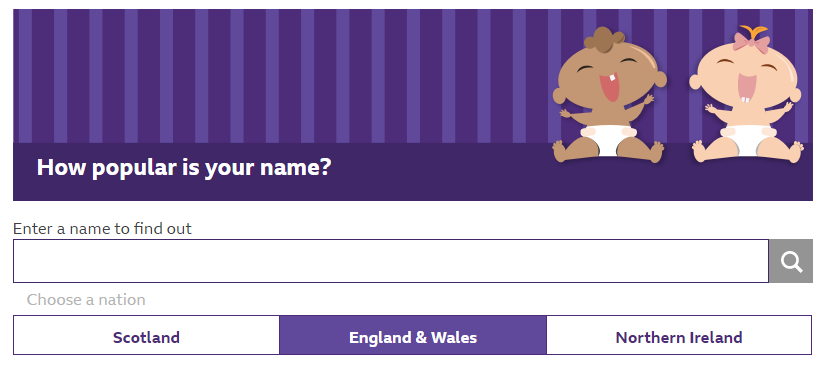 How popular is your name?
Enter a name to find out
Choose a nation
Scotland England & Wales Northern Ireland